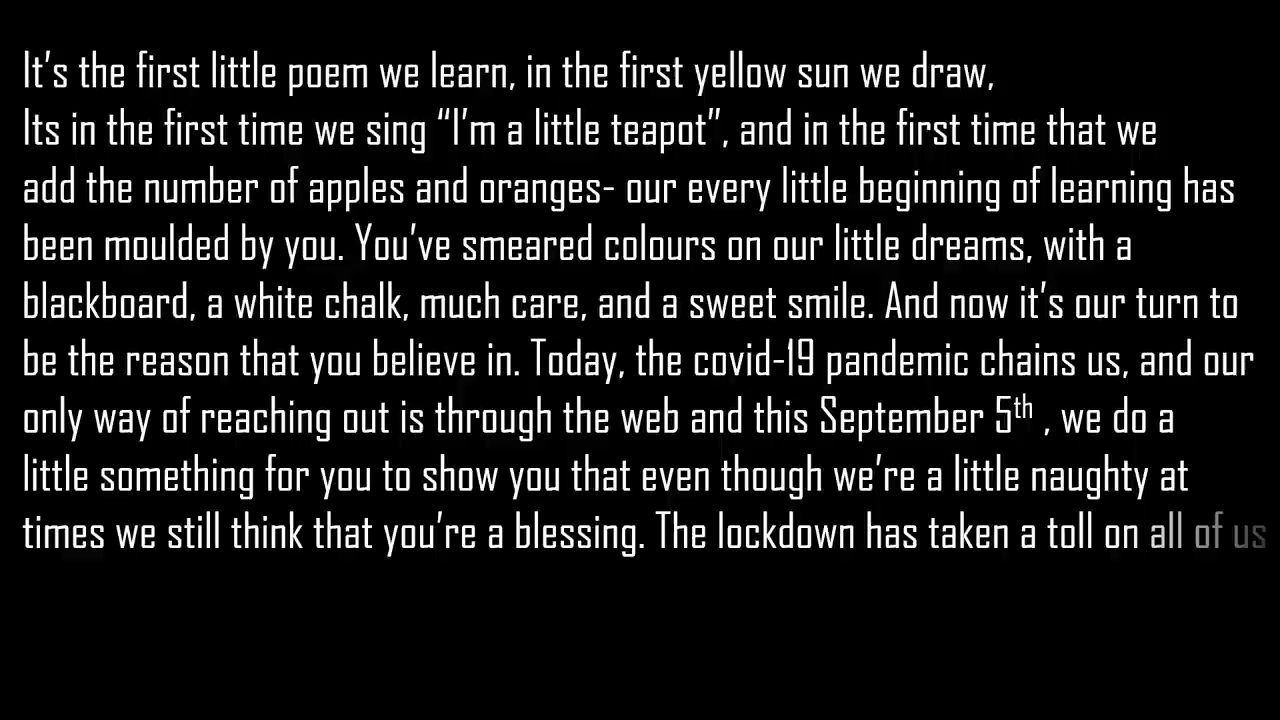 It's the first little poem we learn, in the first yellow sun we draw,
Its in the first time we sing “I'm a little teapot”, and in the first time that we
add the number of apples and oranges- our every little beginning of learning has
been moulded by you. You've smeared colours on our little dreams, with a
blackboard, a white chalk, much care, and a sweet smile. And now it's our turn to
be the reason that you believe in. Today, the covid-19 pandemic chains us, and our
only way of reaching out is through the web and this September 5th , we do a
little something for you to show you that even though we're a little naughty at
times we still think that you're a blessing. The lockdown has taken a toll on all of us